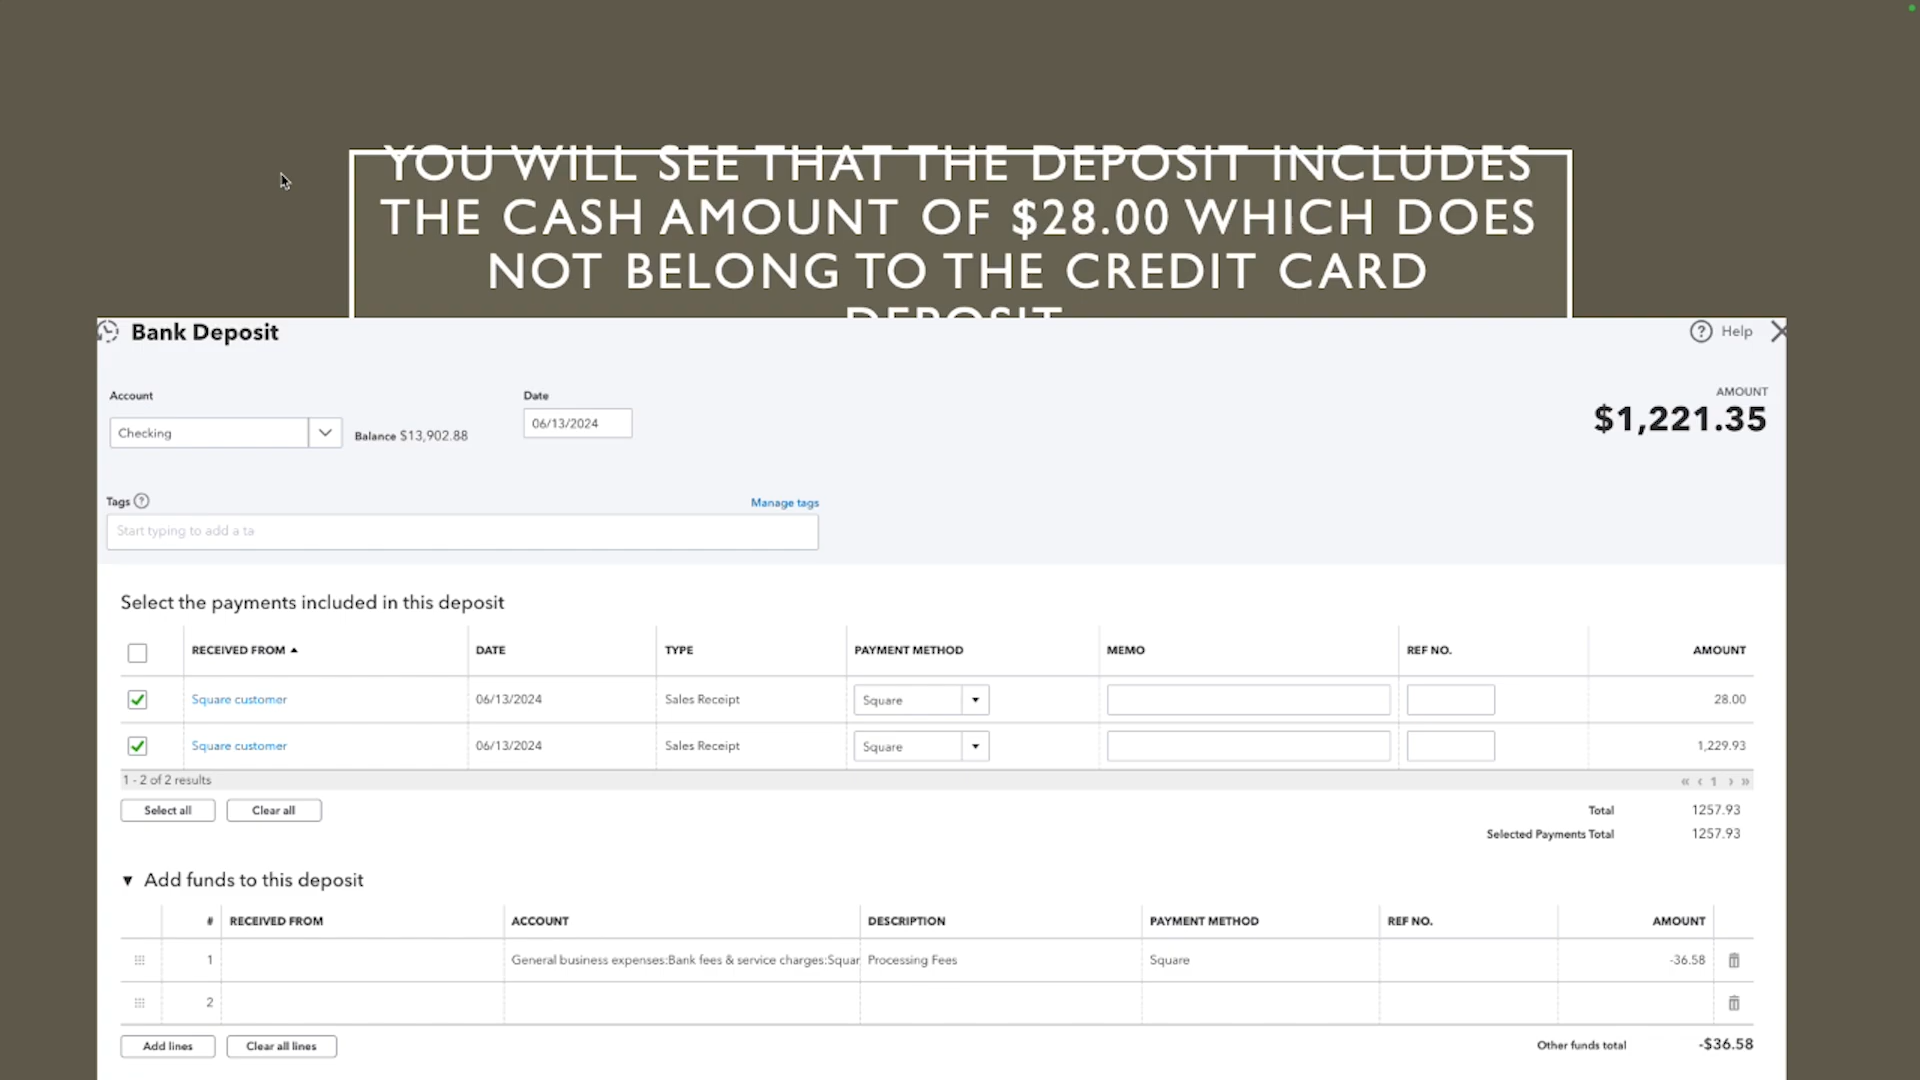 YOU WILL SEE THAT THE DEPOSIT INCLUDES
THE CASH AMOUNT OF $28.00 WHICH DOES
NOT BELONG TO THE CREDIT CARD
DEPOSIT
Bank Deposit
? Help
Account
Date
AMOUNT
Checking
Balance $13,902.88
06/13/2024
$1,221.35
Tags ?
Manage tags
Start typing to add a ta
Select the payments included in this deposit
RECEIVED FROM DATE TYPE PAYMENT METHOD MEMO REF NO. AMOUNT
Square customer 06/13/2024 Sales Receipt Square 28.00
Square customer 06/13/2024 Sales Receipt Square 1,229.93
1 - 2 of 2 results
« ‹ 1 › »
Select all Clear all
Total 1257.93
Selected Payments Total 1257.93
Add funds to this deposit
# RECEIVED FROM ACCOUNT DESCRIPTION PAYMENT METHOD REF NO. AMOUNT
1 General business expenses:Bank fees & service charges:Squar Processing Fees Square -36.58
2
Add lines Clear all lines
Other funds total -$36.58